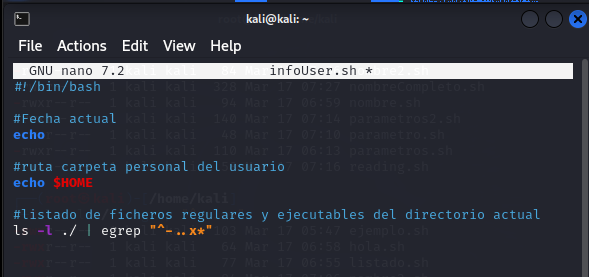 kali@kali: ~
File Actions Edit View Help
GNU nano 7.2 infoUser.sh *
#!/bin/bash
#Fecha actual
echo
#ruta carpeta personal del usuario
echo $HOME
#listado de ficheros regulares y ejecutables del directorio actual
ls -l ./ | egrep "^-..x*"